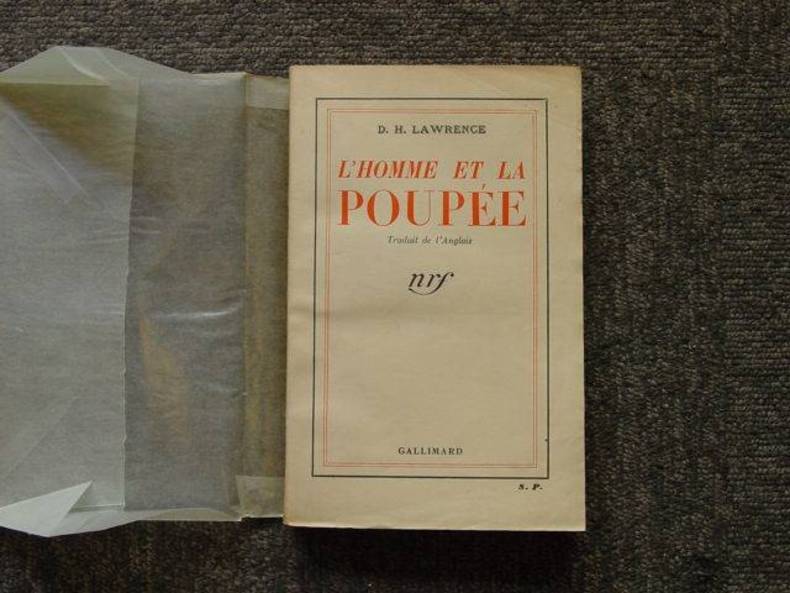 D. H. LAWRENCE
L'HOMME ET LA
POUPÉE
Traduit de l'Anglais
nrf
GALLIMARD
S. P.